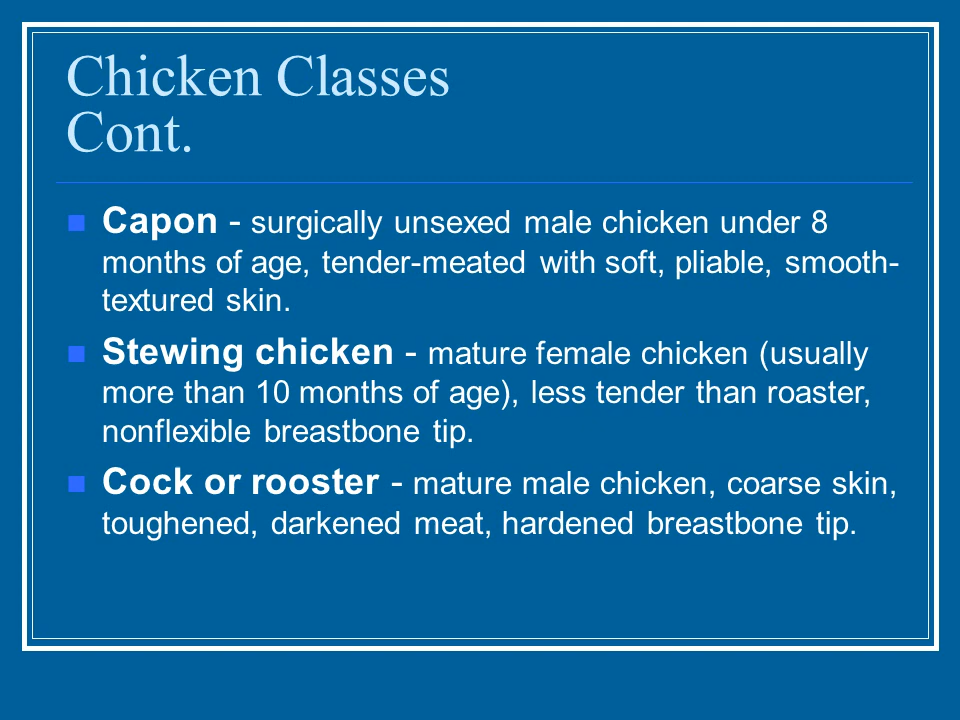 Chicken Classes
Cont.
Capon - surgically unsexed male chicken under 8
months of age, tender-meated with soft, pliable, smooth-
textured skin.
Stewing chicken - mature female chicken (usually
more than 10 months of age), less tender than roaster,
nonflexible breastbone tip.
Cock or rooster - mature male chicken, coarse skin,
toughened, darkened meat, hardened breastbone tip.